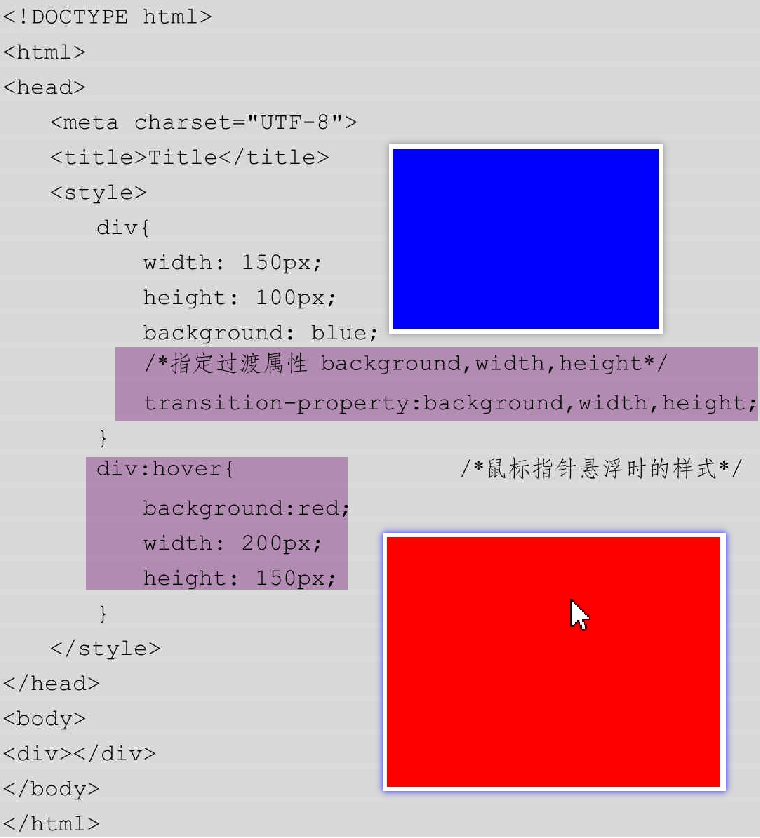 <!DOCTYPE html>
<html>
<head>
<meta charset="UTF-8">
<title>Title</title>
<style>
div{
width: 150px;
height: 100px;
background: blue;
/*指定过渡属性 background,width,height*/
transition-property:background,width,height;
}
div:hover{ /*鼠标指针悬浮时的样式*/
background:red;
width: 200px;
height: 150px;
}
</style>
</head>
<body>
<div></div>
</body>
</html>